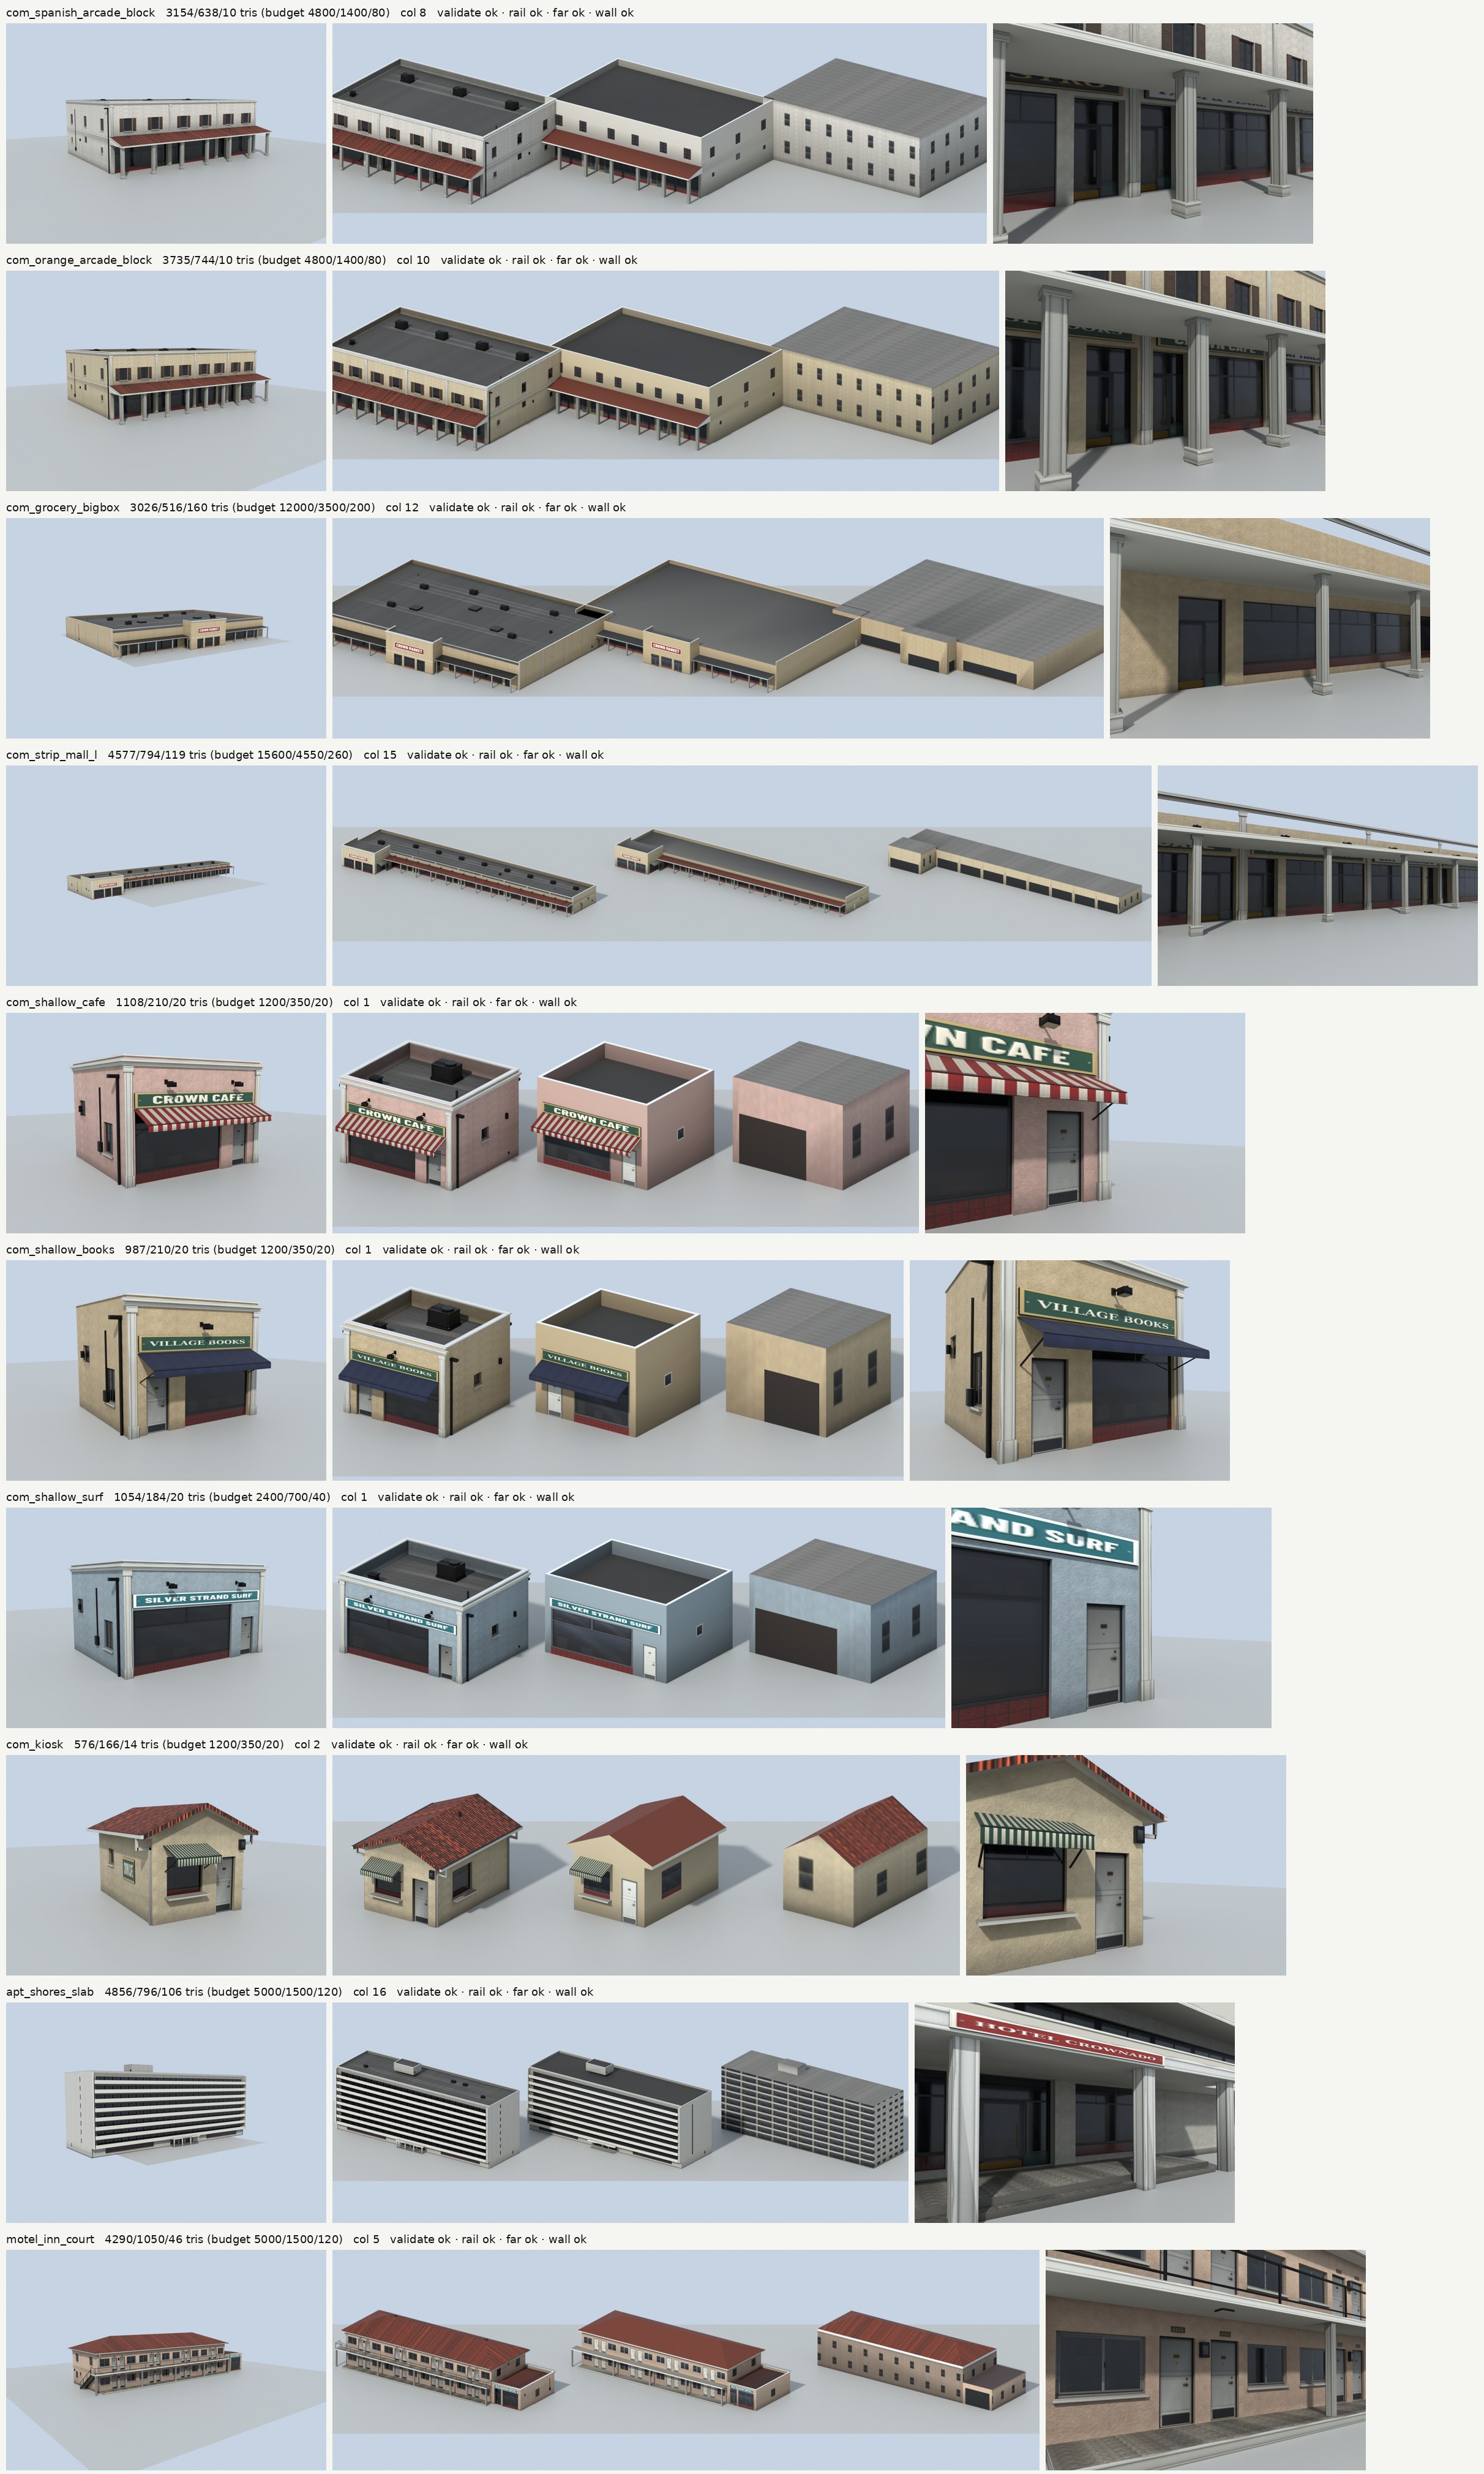 com_spanish_arcade_block 3154/638/10 tris (budget 4800/1400/80) col 8 validate ok · rail ok · far ok · wall ok
com_orange_arcade_block 3735/744/10 tris (budget 4800/1400/80) col 10 validate ok · rail ok · far ok · wall ok
CROWN CAFE
com_grocery_bigbox 3026/516/160 tris (budget 12000/3500/200) col 12 validate ok · rail ok · far ok · wall ok
CROWN MARKET
CROWN MARKET
CROWN MARKET
com_strip_mall_l 4577/794/119 tris (budget 15600/4550/260) col 15 validate ok · rail ok · far ok · wall ok
com_shallow_cafe 1108/210/20 tris (budget 1200/350/20) col 1 validate ok · rail ok · far ok · wall ok
CROWN CAFE
CROWN CAFE
CROWN CAFE
WN CAFE
com_shallow_books 987/210/20 tris (budget 1200/350/20) col 1 validate ok · rail ok · far ok · wall ok
VILLAGE BOOKS
VILLAGE BOOKS
VILLAGE BOOKS
VILLAGE BOOKS
com_shallow_surf 1054/184/20 tris (budget 2400/700/40) col 1 validate ok · rail ok · far ok · wall ok
SILVER STRAND SURF
SILVER STRAND SURF
SILVER STRAND SURF
AND SURF
com_kiosk 576/166/14 tris (budget 1200/350/20) col 2 validate ok · rail ok · far ok · wall ok
apt_shores_slab 4856/796/106 tris (budget 5000/1500/120) col 16 validate ok · rail ok · far ok · wall ok
HOTEL CROWNADO
motel_inn_court 4290/1050/46 tris (budget 5000/1500/120) col 5 validate ok · rail ok · far ok · wall ok